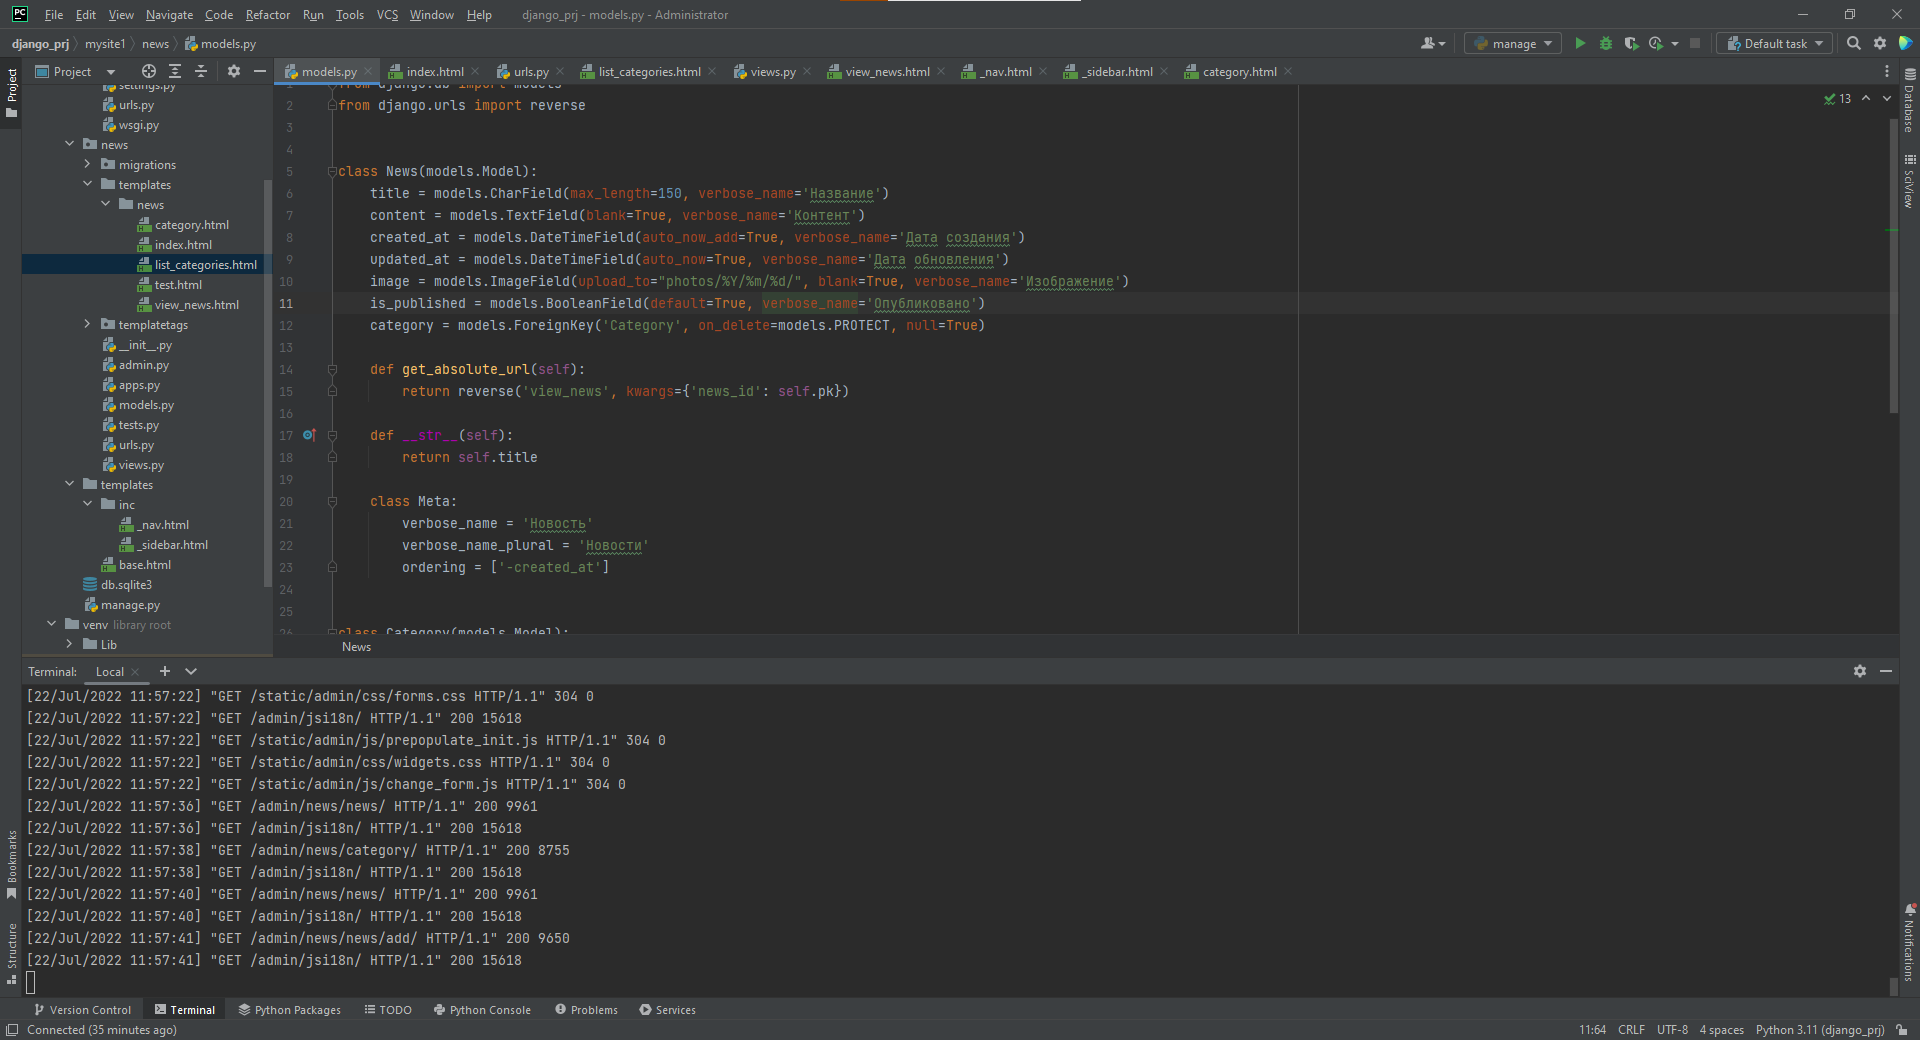 File Edit View Navigate Code Refactor Run Tools VCS Window Help django_prj - models.py - Administrator
django_prj mysite1 news models.py manage Default task
Project models.py index.html urls.py list_categories.html views.py view_news.html _nav.html _sidebar.html category.html
Project
settings.py
urls.py
wsgi.py
news
migrations
templates
news
category.html
index.html
list_categories.html
test.html
view_news.html
templatetags
__init__.py
admin.py
apps.py
models.py
tests.py
urls.py
views.py
templates
inc
_nav.html
_sidebar.html
base.html
db.sqlite3
manage.py
venv library root
Lib
13
1 from django.db import models
2 from django.urls import reverse
3
4
5 class News(models.Model):
6 title = models.CharField(max_length=150, verbose_name='Название')
7 content = models.TextField(blank=True, verbose_name='Контент')
8 created_at = models.DateTimeField(auto_now_add=True, verbose_name='Дата создания')
9 updated_at = models.DateTimeField(auto_now=True, verbose_name='Дата обновления')
10 image = models.ImageField(upload_to="photos/%Y/%m/%d/", blank=True, verbose_name='Изображение')
11 is_published = models.BooleanField(default=True, verbose_name='Опубликовано')
12 category = models.ForeignKey('Category', on_delete=models.PROTECT, null=True)
13
14 def get_absolute_url(self):
15 return reverse('view_news', kwargs={'news_id': self.pk})
16
17 def __str__(self):
18 return self.title
19
20 class Meta:
21 verbose_name = 'Новость'
22 verbose_name_plural = 'Новости'
23 ordering = ['-created_at']
24
25
26 class Category(models.Model):
News
Database
SciView
Notifications
Bookmarks
Structure
Terminal: Local
[22/Jul/2022 11:57:22] "GET /static/admin/css/forms.css HTTP/1.1" 304 0
[22/Jul/2022 11:57:22] "GET /admin/jsi18n/ HTTP/1.1" 200 15618
[22/Jul/2022 11:57:22] "GET /static/admin/js/prepopulate_init.js HTTP/1.1" 304 0
[22/Jul/2022 11:57:22] "GET /static/admin/css/widgets.css HTTP/1.1" 304 0
[22/Jul/2022 11:57:22] "GET /static/admin/js/change_form.js HTTP/1.1" 304 0
[22/Jul/2022 11:57:36] "GET /admin/news/news/ HTTP/1.1" 200 9961
[22/Jul/2022 11:57:36] "GET /admin/jsi18n/ HTTP/1.1" 200 15618
[22/Jul/2022 11:57:38] "GET /admin/news/category/ HTTP/1.1" 200 8755
[22/Jul/2022 11:57:38] "GET /admin/jsi18n/ HTTP/1.1" 200 15618
[22/Jul/2022 11:57:40] "GET /admin/news/news/ HTTP/1.1" 200 9961
[22/Jul/2022 11:57:40] "GET /admin/jsi18n/ HTTP/1.1" 200 15618
[22/Jul/2022 11:57:41] "GET /admin/news/news/add/ HTTP/1.1" 200 9650
[22/Jul/2022 11:57:41] "GET /admin/jsi18n/ HTTP/1.1" 200 15618
Version Control Terminal Python Packages TODO Python Console Problems Services
Connected (35 minutes ago) 11:64 CRLF UTF-8 4 spaces Python 3.11 (django_prj)